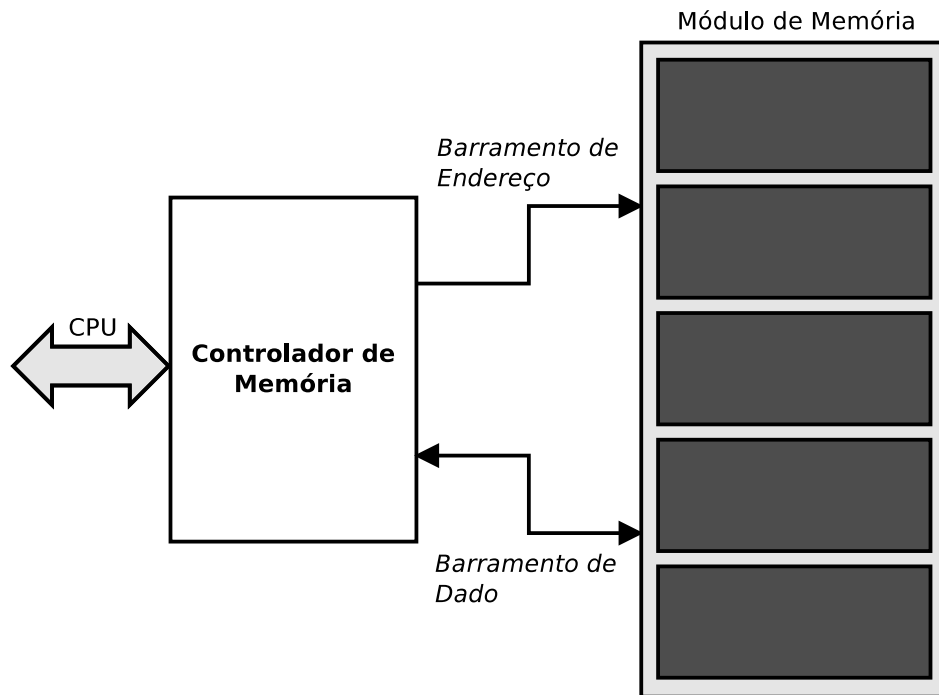 Módulo de Memória
Barramento de
Endereço
CPU
Controlador de
Memória
Barramento de
Dado